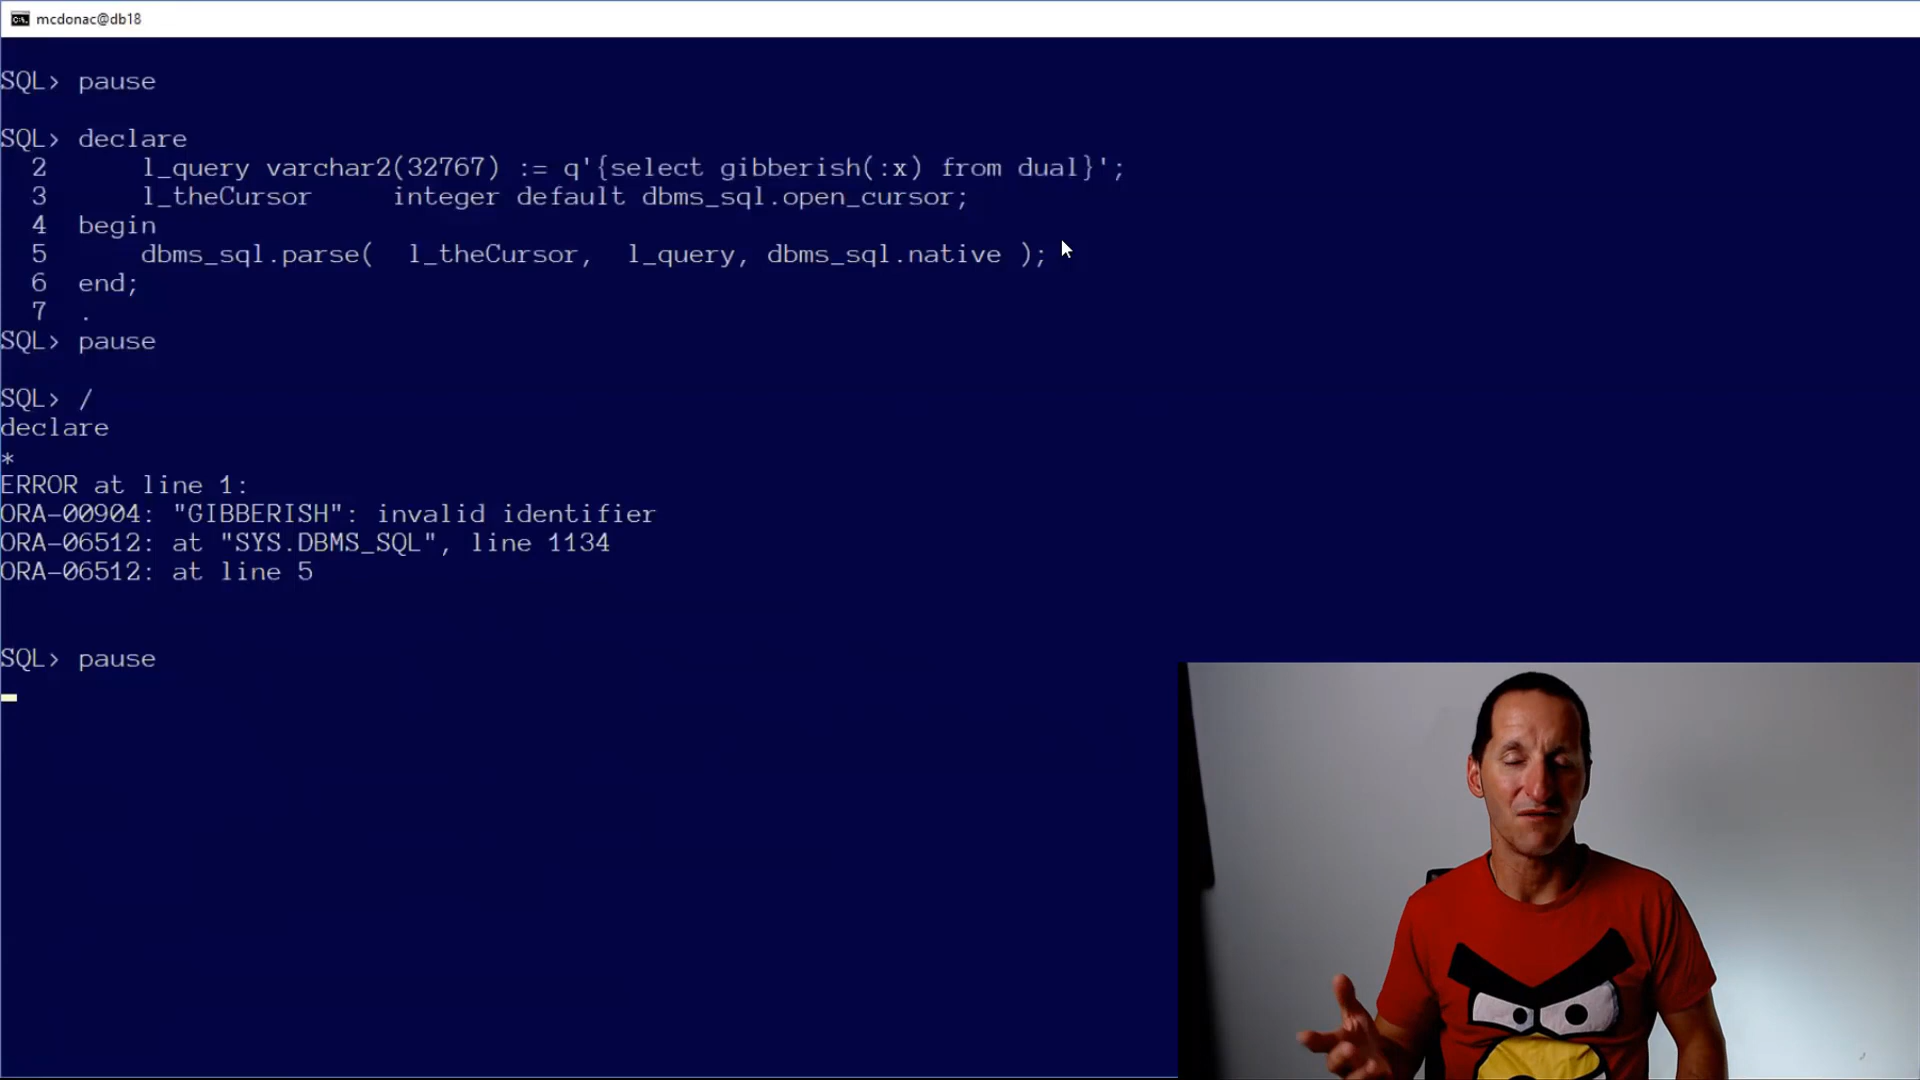 mcdonac@db18
SQL> pause
SQL> declare
2 l_query varchar2(32767) := q'{select gibberish(:x) from dual}';
3 l_theCursor integer default dbms_sql.open_cursor;
4 begin
5 dbms_sql.parse( l_theCursor, l_query, dbms_sql.native );
6 end;
7 .
SQL> pause
SQL> /
declare
*
ERROR at line 1:
ORA-00904: "GIBBERISH": invalid identifier
ORA-06512: at "SYS.DBMS_SQL", line 1134
ORA-06512: at line 5
SQL> pause